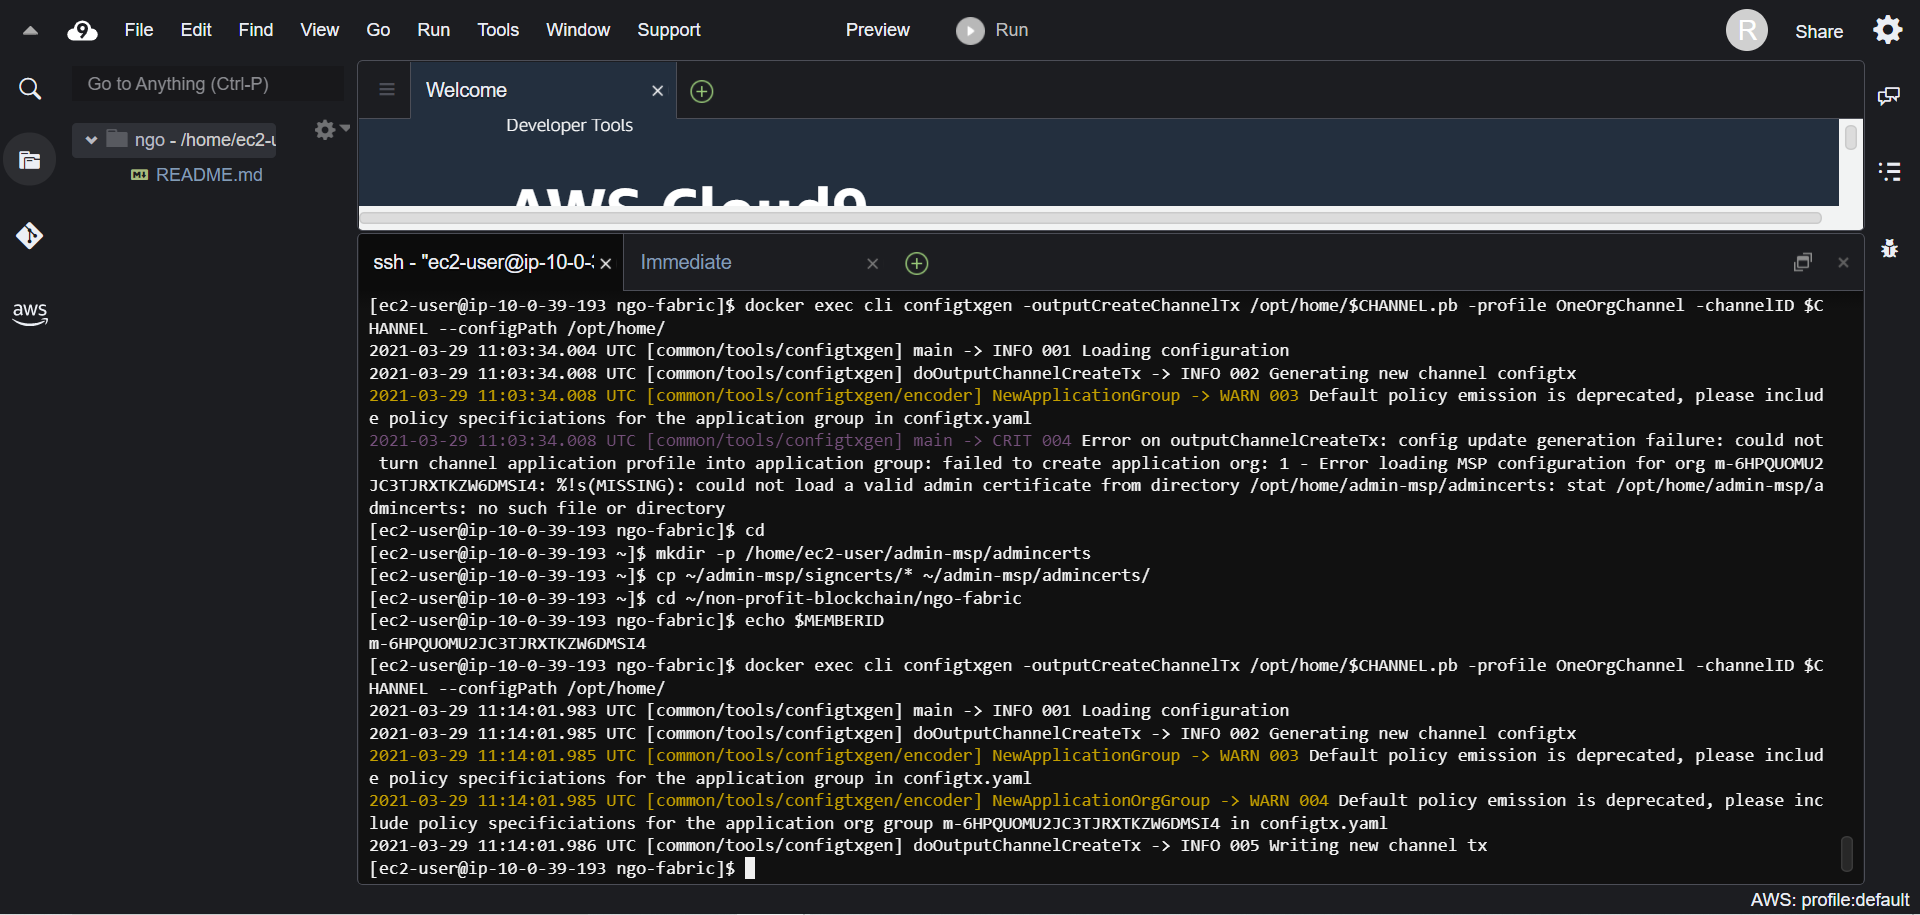 File Edit Find View Go Run Tools Window Support Preview Run R Share
Go to Anything (Ctrl-P)
ngo - /home/ec2-u
README.md
aws
Welcome
Developer Tools
AWS Cloud9
ssh - "ec2-user@ip-10-0-: Immediate
[ec2-user@ip-10-0-39-193 ngo-fabric]$ docker exec cli configtxgen -outputCreateChannelTx /opt/home/$CHANNEL.pb -profile OneOrgChannel -channelID $C
HANNEL --configPath /opt/home/
2021-03-29 11:03:34.004 UTC [common/tools/configtxgen] main -> INFO 001 Loading configuration
2021-03-29 11:03:34.008 UTC [common/tools/configtxgen] doOutputChannelCreateTx -> INFO 002 Generating new channel configtx
2021-03-29 11:03:34.008 UTC [common/tools/configtxgen/encoder] NewApplicationGroup -> WARN 003 Default policy emission is deprecated, please includ
e policy specificiations for the application group in configtx.yaml
2021-03-29 11:03:34.008 UTC [common/tools/configtxgen] main -> CRIT 004 Error on outputChannelCreateTx: config update generation failure: could not
 turn channel application profile into application group: failed to create application org: 1 - Error loading MSP configuration for org m-6HPQUOMU2
JC3TJRXTKZW6DMSI4: %!s(MISSING): could not load a valid admin certificate from directory /opt/home/admin-msp/admincerts: stat /opt/home/admin-msp/a
dmincerts: no such file or directory
[ec2-user@ip-10-0-39-193 ngo-fabric]$ cd
[ec2-user@ip-10-0-39-193 ~]$ mkdir -p /home/ec2-user/admin-msp/admincerts
[ec2-user@ip-10-0-39-193 ~]$ cp ~/admin-msp/signcerts/* ~/admin-msp/admincerts/
[ec2-user@ip-10-0-39-193 ~]$ cd ~/non-profit-blockchain/ngo-fabric
[ec2-user@ip-10-0-39-193 ngo-fabric]$ echo $MEMBERID
m-6HPQUOMU2JC3TJRXTKZW6DMSI4
[ec2-user@ip-10-0-39-193 ngo-fabric]$ docker exec cli configtxgen -outputCreateChannelTx /opt/home/$CHANNEL.pb -profile OneOrgChannel -channelID $C
HANNEL --configPath /opt/home/
2021-03-29 11:14:01.983 UTC [common/tools/configtxgen] main -> INFO 001 Loading configuration
2021-03-29 11:14:01.985 UTC [common/tools/configtxgen] doOutputChannelCreateTx -> INFO 002 Generating new channel configtx
2021-03-29 11:14:01.985 UTC [common/tools/configtxgen/encoder] NewApplicationGroup -> WARN 003 Default policy emission is deprecated, please includ
e policy specificiations for the application group in configtx.yaml
2021-03-29 11:14:01.985 UTC [common/tools/configtxgen/encoder] NewApplicationOrgGroup -> WARN 004 Default policy emission is deprecated, please inc
lude policy specificiations for the application org group m-6HPQUOMU2JC3TJRXTKZW6DMSI4 in configtx.yaml
2021-03-29 11:14:01.986 UTC [common/tools/configtxgen] doOutputChannelCreateTx -> INFO 005 Writing new channel tx
[ec2-user@ip-10-0-39-193 ngo-fabric]$
AWS: profile:default